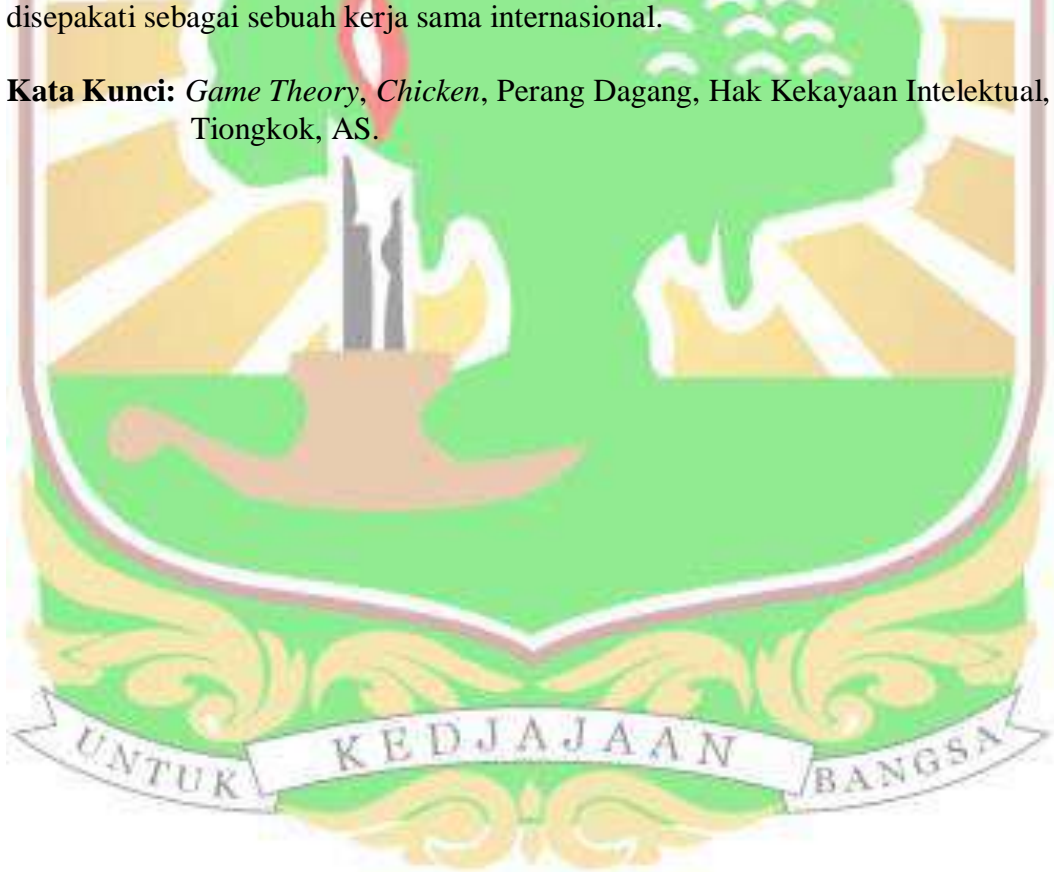 disepakati sebagai sebuah kerja sama internasional.
Kata Kunci: Game Theory, Chicken, Perang Dagang, Hak Kekayaan Intelektual,
Tiongkok, AS.
UNTUK KEDJAJAAN BANGSA